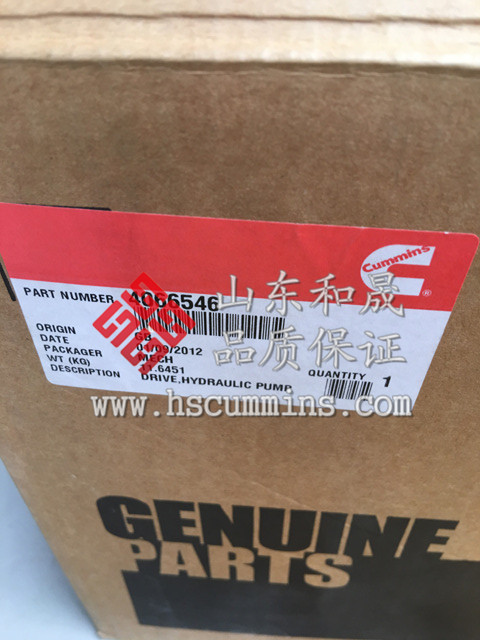 Cummins
®
PART NUMBER 4066546
山东和晟
ORIGIN GB
品质保证
DATE 04/09/2012
PACKAGER MECH
WT (KG) 11.6451
QUANTITY 1
DESCRIPTION DRIVE,HYDRAULIC PUMP
www.hscummins.com
GENUINE
PARTS